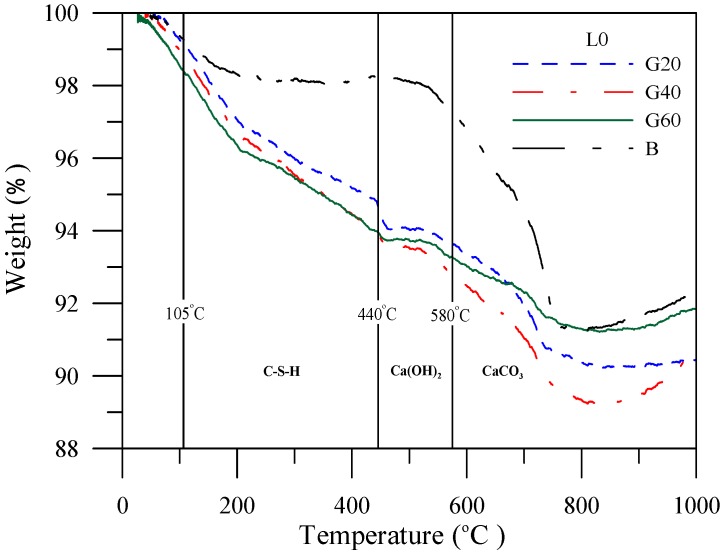 100
98
96
94
92
90
88
Weight (%)
L0
G20
G40
G60
B
105°C
440°C
580°C
C-S-H
Ca(OH)₂
CaCO₃
0
200
400
600
800
1000
Temperature (°C )